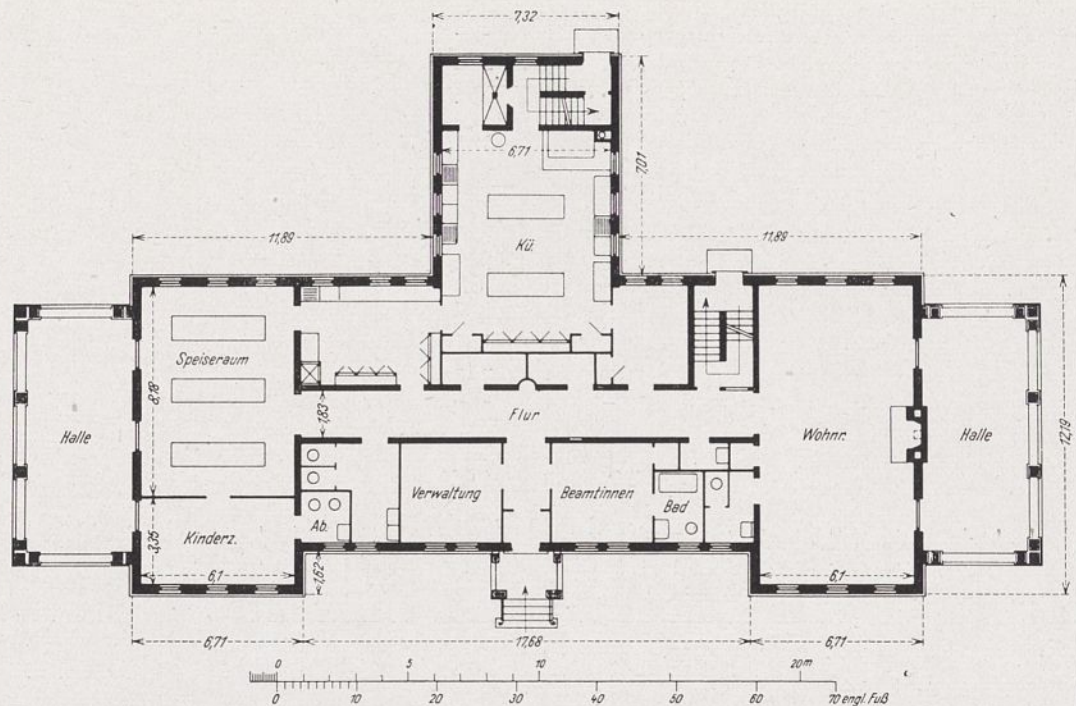 7,32
6,71
7,01
11,89
11,89
Kü.
Speiseraum
8,18
1,83
Flur
Halle
Wohnr.
Halle
12,19
Verwaltung
Beamtinnen
Bad
Ab.
3,35
Kinderz.
6,1
1,62
6,1
6,71
17,68
6,71
0 5 10 20m
0 10 20 30 40 50 60 70 engl. Fuß